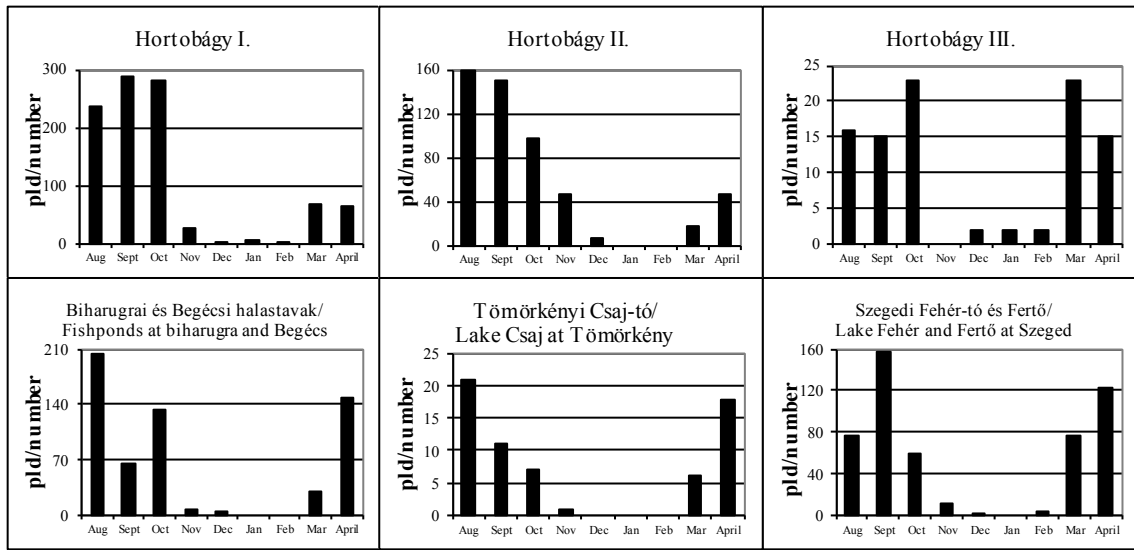 Hortobágy I.
pld/number
300
200
100
0
Aug Sept Oct Nov Dec Jan Feb Mar April
Hortobágy II.
pld/number
160
120
80
40
0
Aug Sept Oct Nov Dec Jan Feb Mar April
Hortobágy III.
pld/number
25
20
15
10
5
0
Aug Sept Oct Nov Dec Jan Feb Mar April
Biharugrai és Begécsi halastavak/
Fishponds at biharugra and Begécs
pld/number
210
140
70
0
Aug Sept Oct Nov Dec Jan Feb Mar April
Tömörkényi Csaj-tó/
Lake Csaj at Tömörkény
pld/number
25
20
15
10
5
0
Aug Sept Oct Nov Dec Jan Feb Mar April
Szegedi Fehér-tó és Fertő/
Lake Fehér and Fertő at Szeged
pld/number
160
120
80
40
0
Aug Sept Oct Nov Dec Jan Feb Mar April